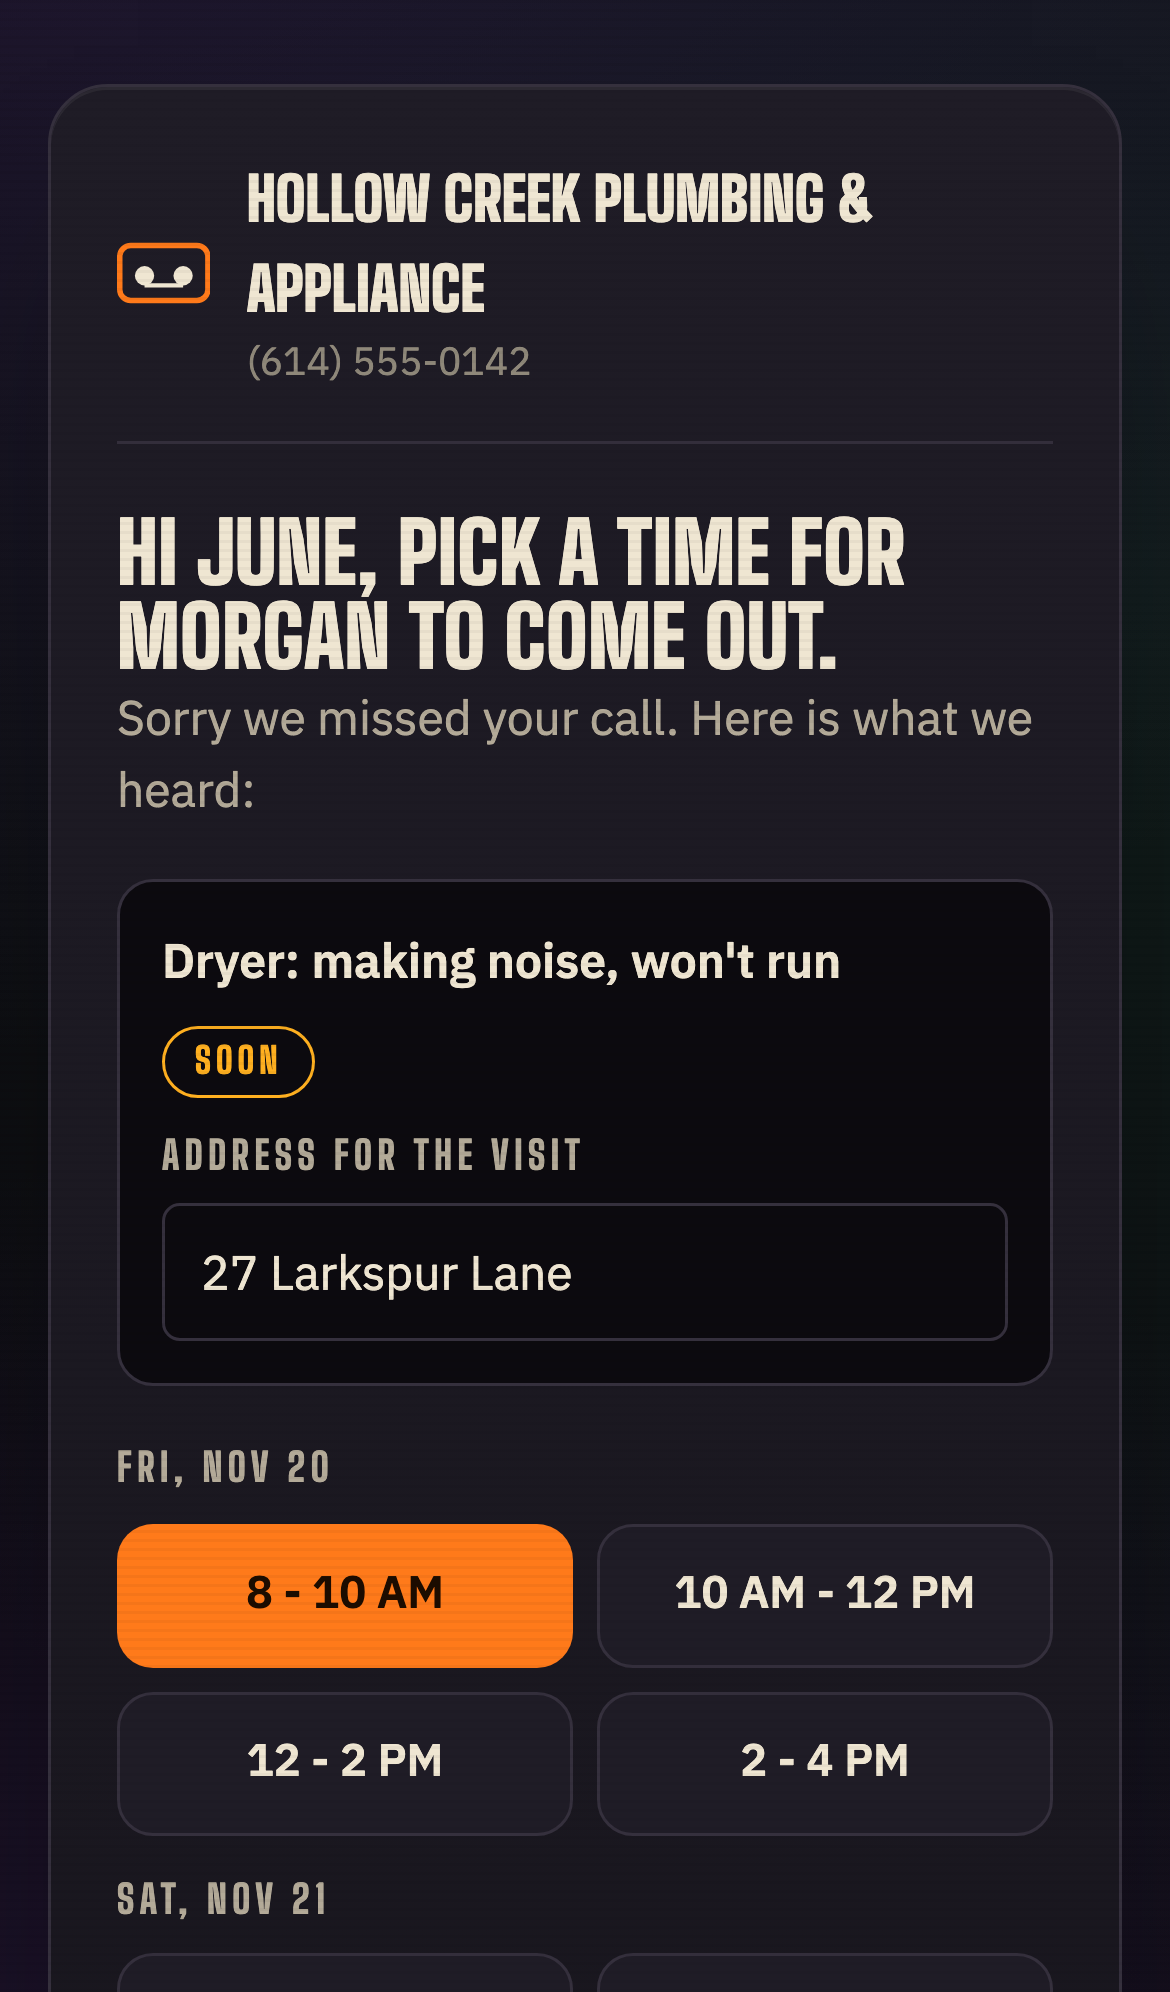 HOLLOW CREEK PLUMBING &
APPLIANCE
(614) 555-0142
HI JUNE, PICK A TIME FOR
MORGAN TO COME OUT.
Sorry we missed your call. Here is what we
heard:
Dryer: making noise, won't run
SOON
ADDRESS FOR THE VISIT
27 Larkspur Lane
FRI, NOV 20
8 - 10 AM
10 AM - 12 PM
12 - 2 PM
2 - 4 PM
SAT, NOV 21